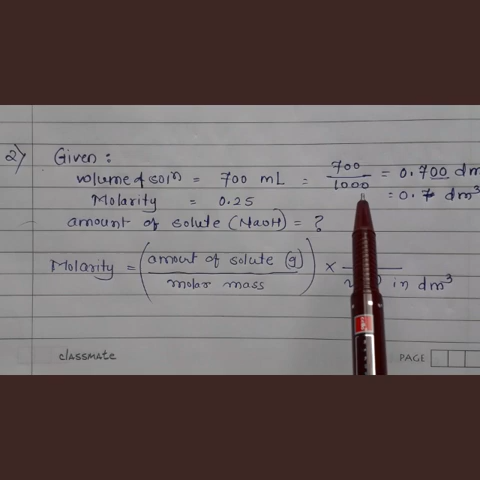 2) Given:
volume of solⁿ = 700 mL = 700/1000 = 0.700 dm
Molarity = 0.25 = 0.7 dm³
amount of solute (NaOH) = ?
Molarity = (amount of solute (g) / molar mass) × in dm³
classmate PAGE